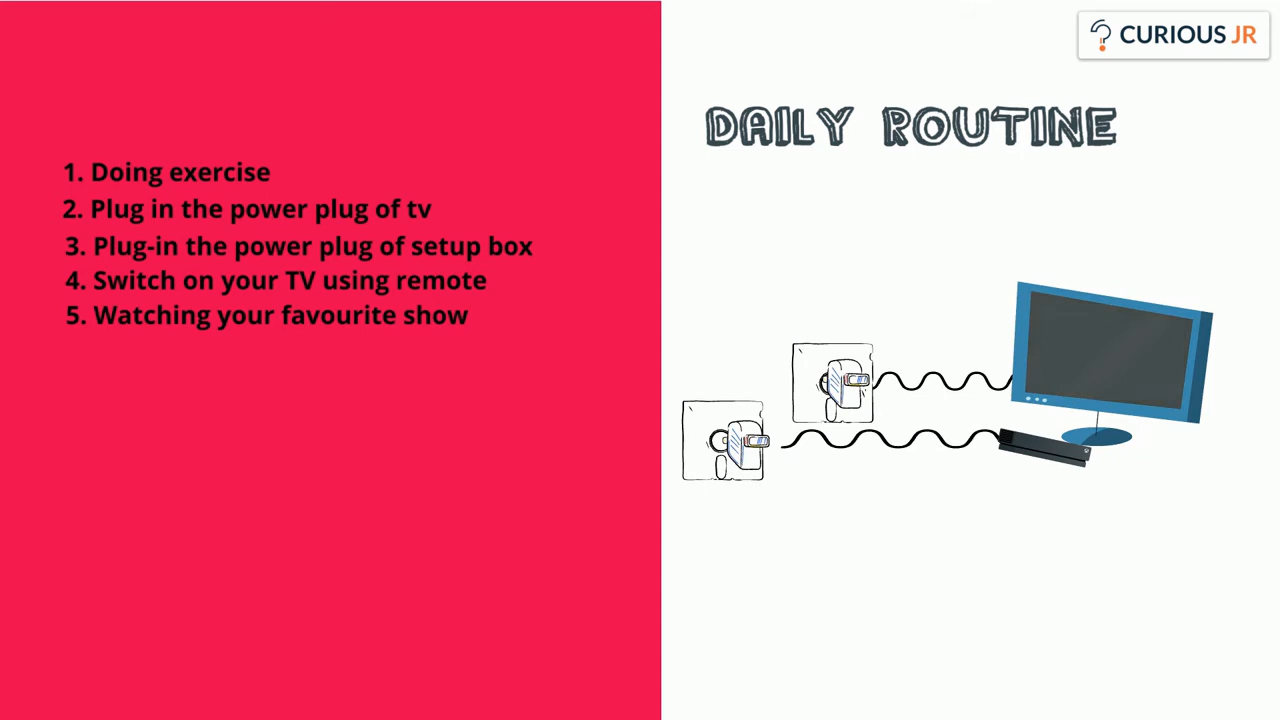 CURIOUS JR
DAILY ROUTINE
1. Doing exercise
2. Plug in the power plug of tv
3. Plug-in the power plug of setup box
4. Switch on your TV using remote
5. Watching your favourite show